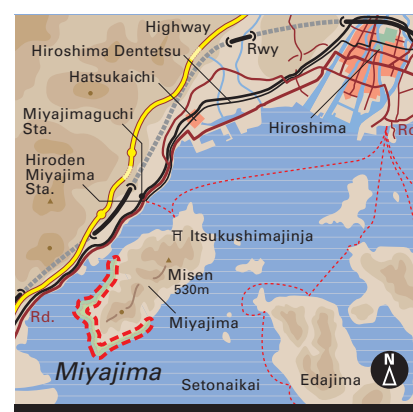 Highway
Rwy
Hiroshima Dentetsu
Hatsukaichi
Miyajimaguchi
Sta.
Hiroshima
Rd
Hiroden
Miyajima
Sta.
Itsukushimajinja
Misen
530m
Rd.
Miyajima
Miyajima
Setonaikai
Edajima
N